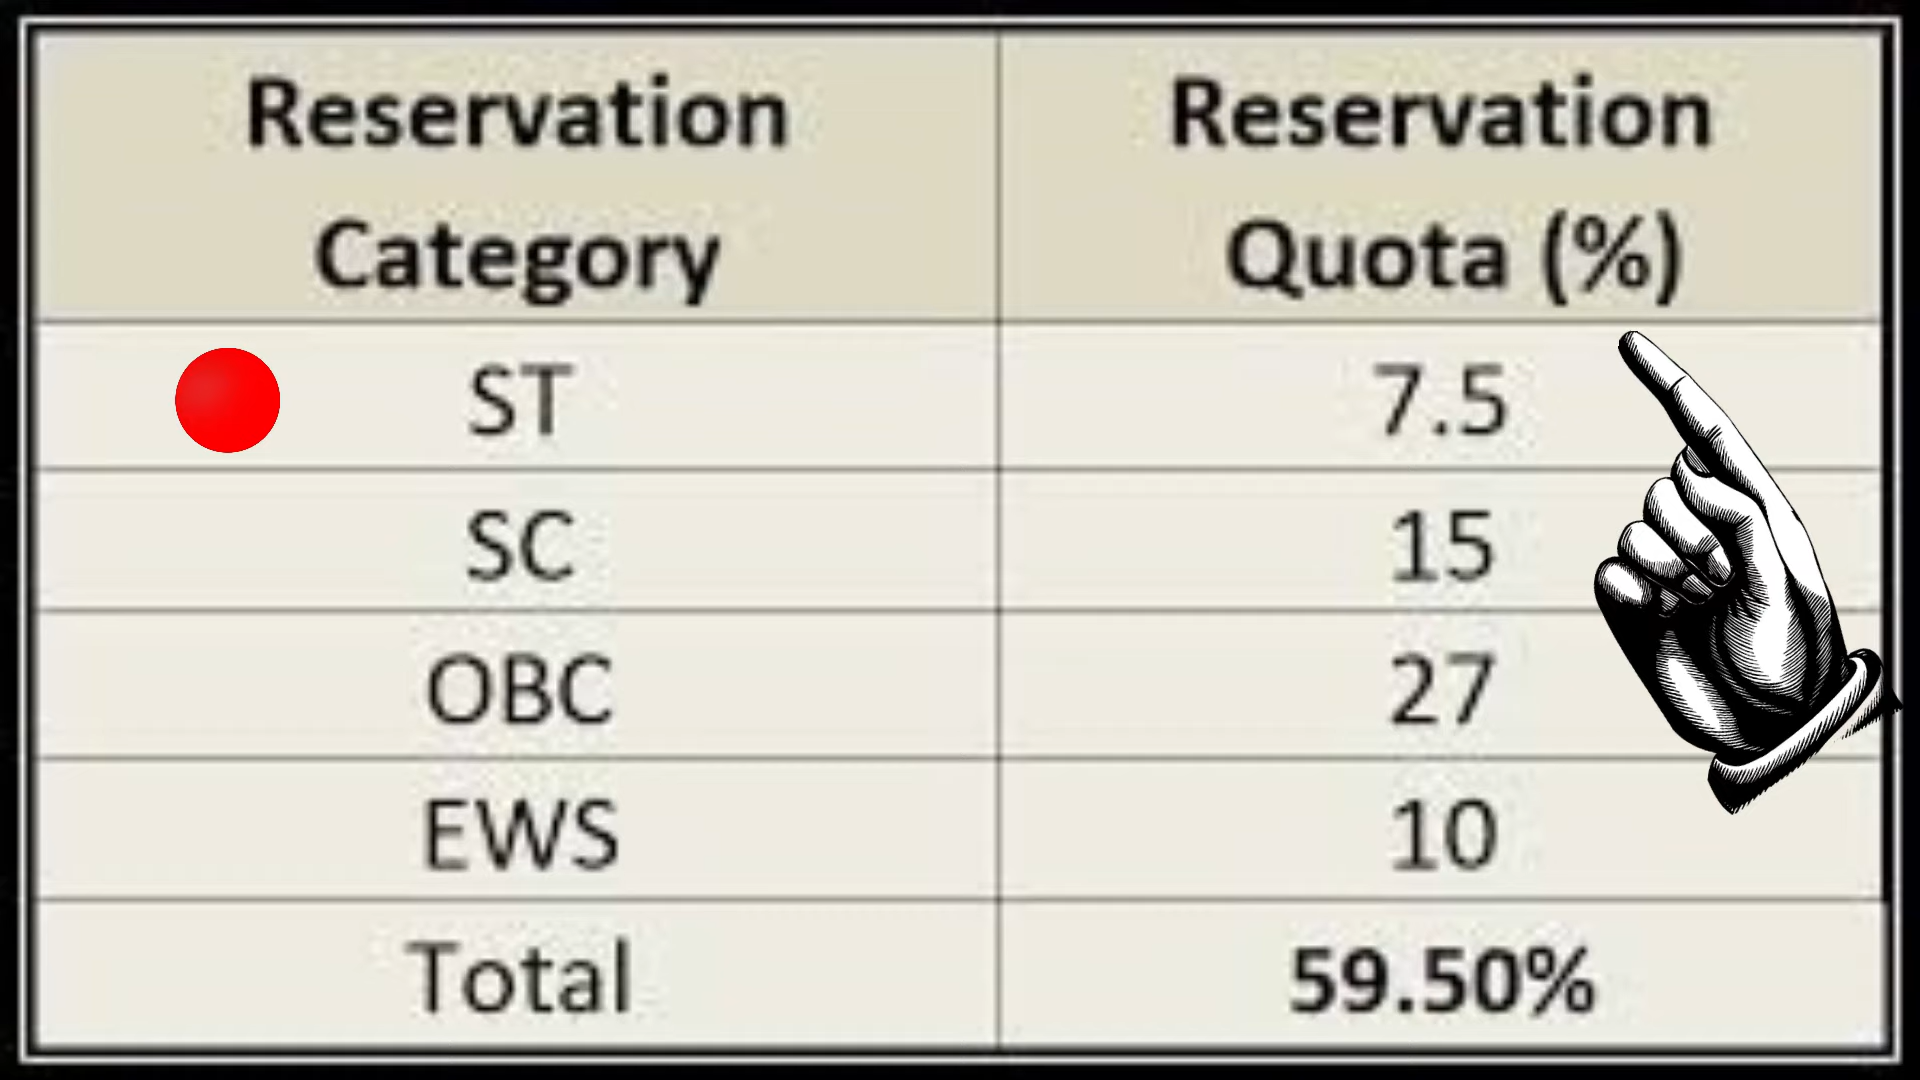 Reservation Category Reservation Quota (%)
ST 7.5
SC 15
OBC 27
EWS 10
Total 59.50%